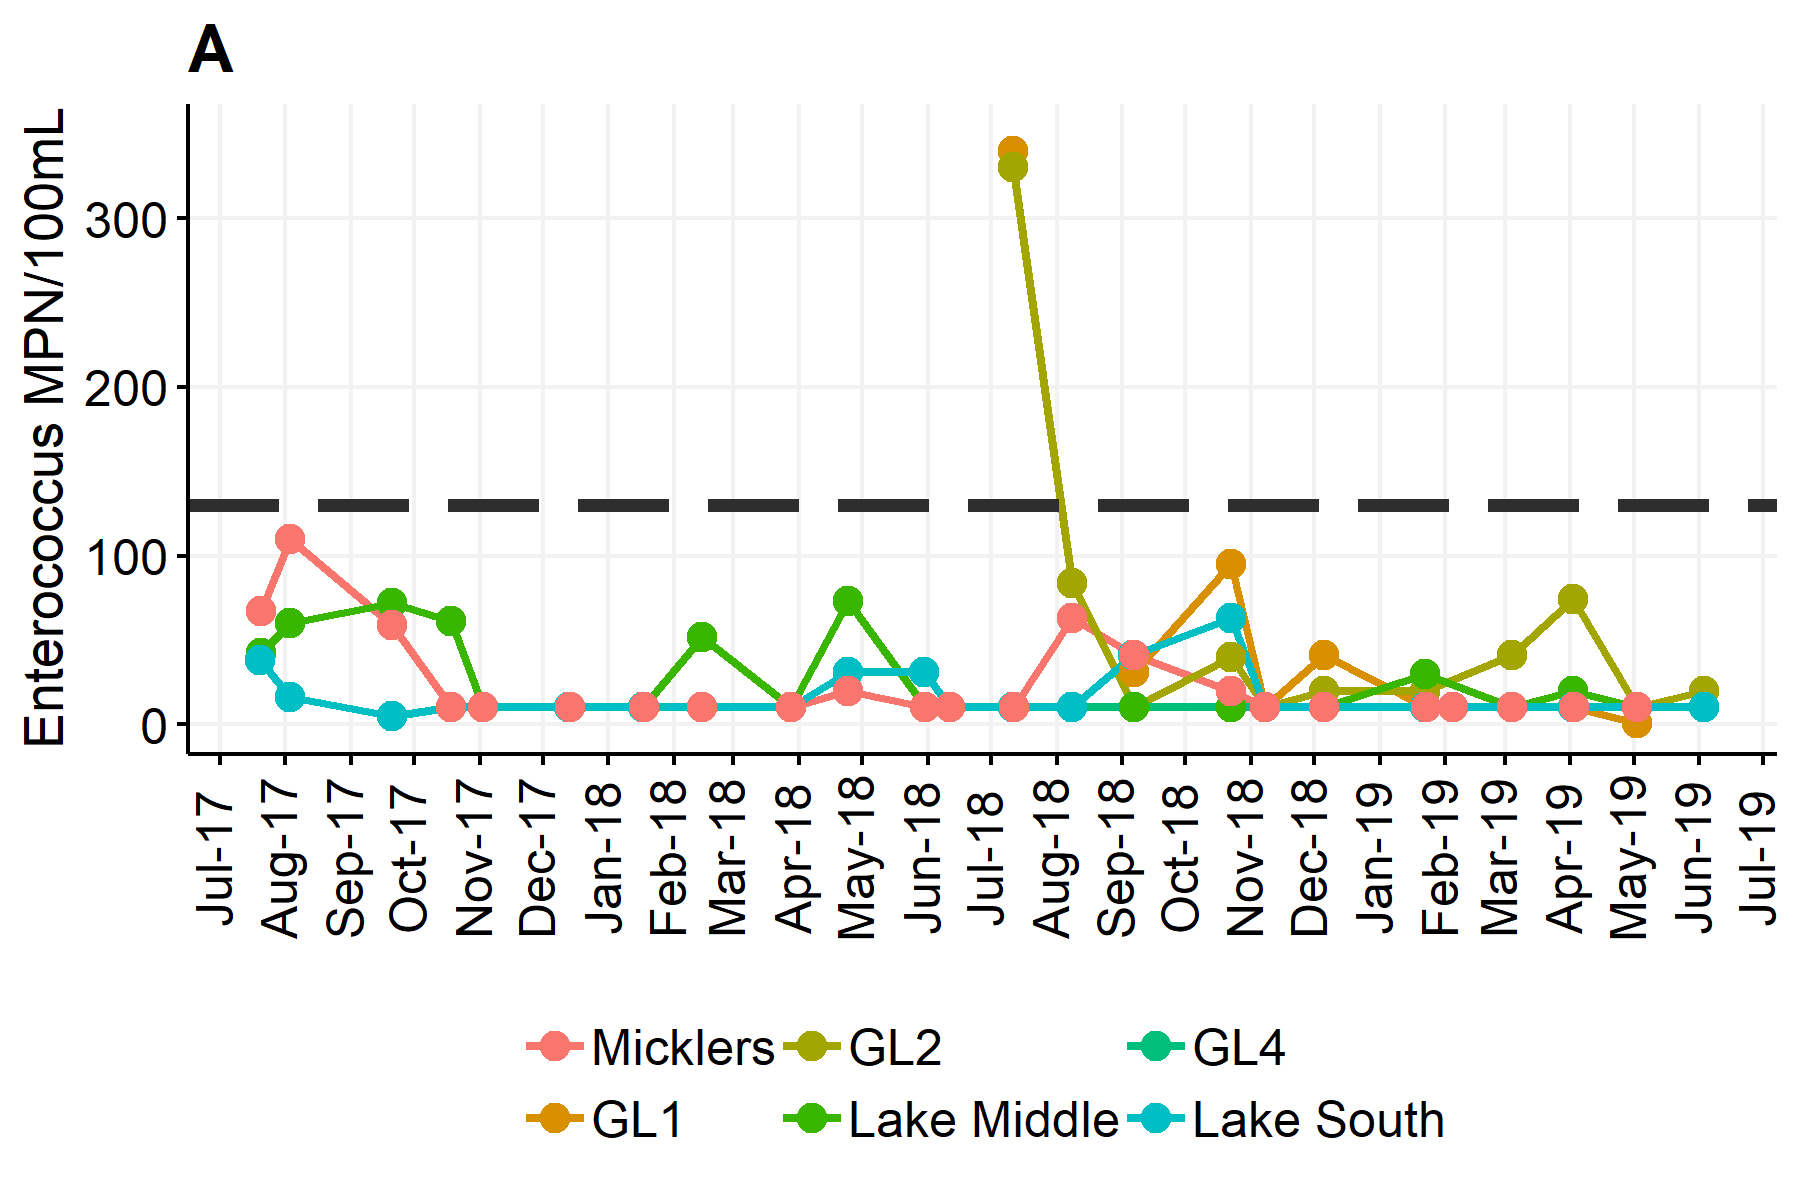 A
Enterococcus MPN/100mL
300
200
100
0
Jul-17
Aug-17
Sep-17
Oct-17
Nov-17
Dec-17
Jan-18
Feb-18
Mar-18
Apr-18
May-18
Jun-18
Jul-18
Aug-18
Sep-18
Oct-18
Nov-18
Dec-18
Jan-19
Feb-19
Mar-19
Apr-19
May-19
Jun-19
Jul-19
Micklers GL2 GL4
GL1 Lake Middle Lake South